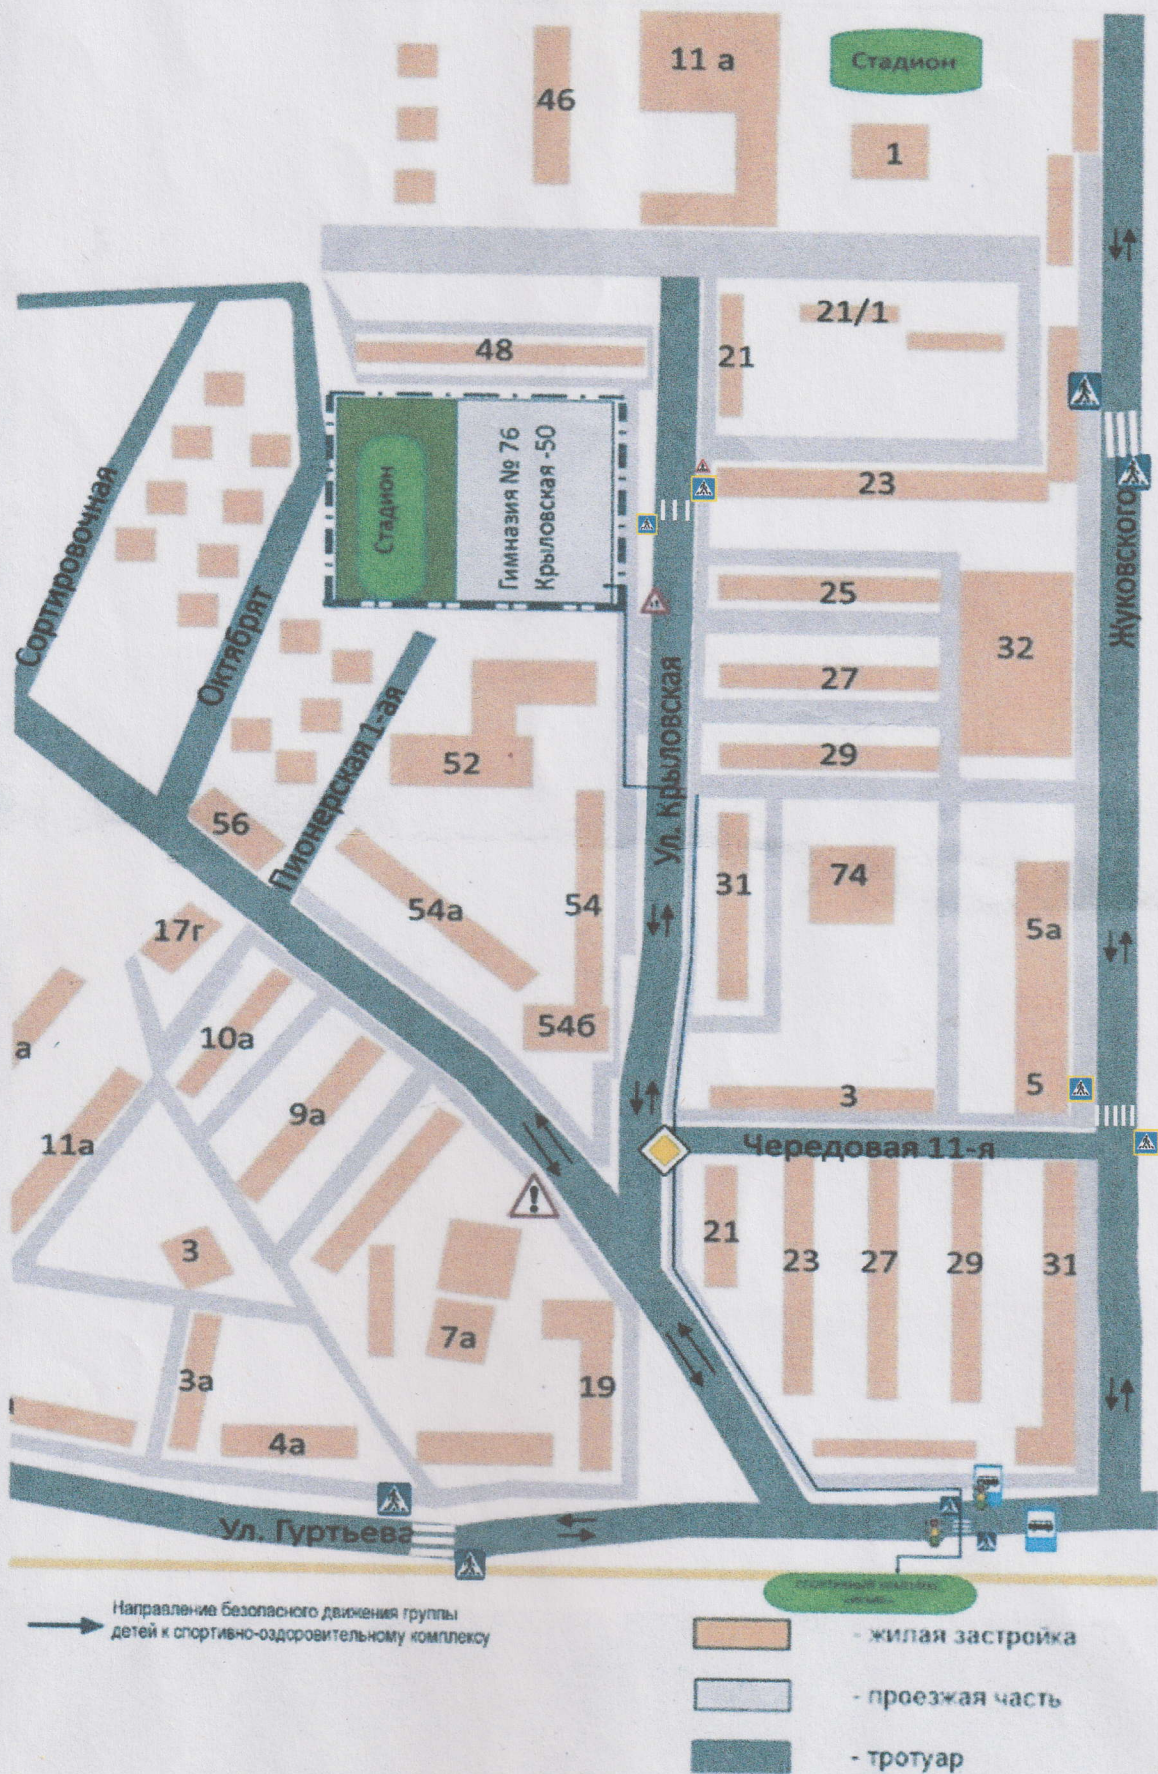 46
11 а
Стадион
1
48
21
21/1
23
Гимназия № 76
Крыловская -50
Стадион
Сортировочная
Октябрят
Пионерская 1-ая
Ул. Крыловская
Жуковского
25
27
29
32
52
56
54а
54
54б
31
74
5а
5
3
17г
а
10а
9а
11а
3
3а
4а
7а
19
Чередовая 11-я
21
23
27
29
31
Ул. Гуртьева
Направление безопасного движения группы
детей к спортивно-оздоровительному комплексу
- жилая застройка
- проезжая часть
- тротуар